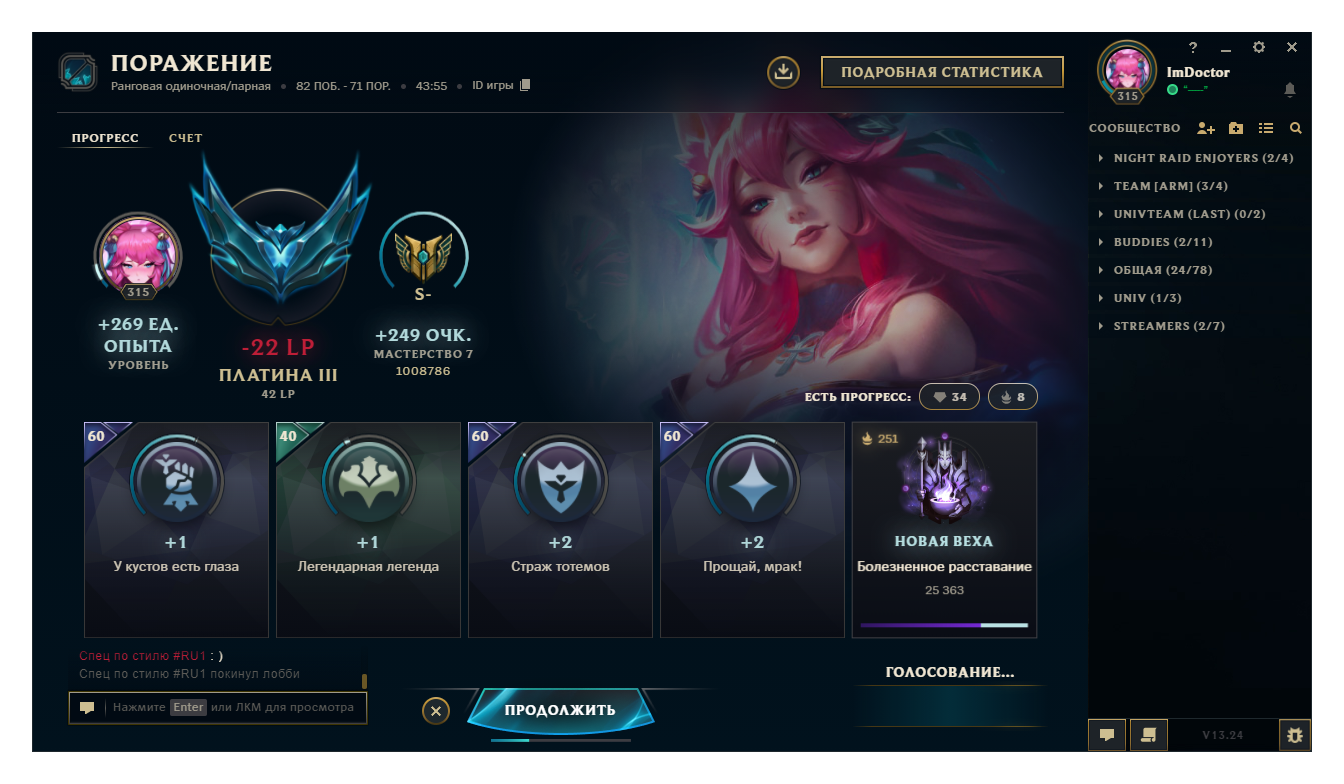 ПОРАЖЕНИЕ
Ранговая одиночная/парная • 82 ПОБ. - 71 ПОР. • 43:55 • ID игры
ПОДРОБНАЯ СТАТИСТИКА
?
ImDoctor
315
"___"
ПРОГРЕСС СЧЕТ
СООБЩЕСТВО
NIGHT RAID ENJOYERS (2/4)
TEAM [ARM] (3/4)
UNIVTEAM (LAST) (0/2)
BUDDIES (2/11)
ОБЩАЯ (24/78)
UNIV (1/3)
STREAMERS (2/7)
315
+269 ЕД.
ОПЫТА
УРОВЕНЬ
-22 LP
ПЛАТИНА III
42 LP
S-
+249 ОЧК.
МАСТЕРСТВО 7
1008786
ЕСТЬ ПРОГРЕСС: 34 8
60
+1
У кустов есть глаза
40
+1
Легендарная легенда
60
+2
Страж тотемов
60
+2
Прощай, мрак!
251
НОВАЯ ВЕХА
Болезненное расставание
25 363
Спец по стилю #RU1 : )
Спец по стилю #RU1 покинул лобби
Нажмите Enter или ЛКМ для просмотра
ПРОДОЛЖИТЬ
ГОЛОСОВАНИЕ...
V13.24